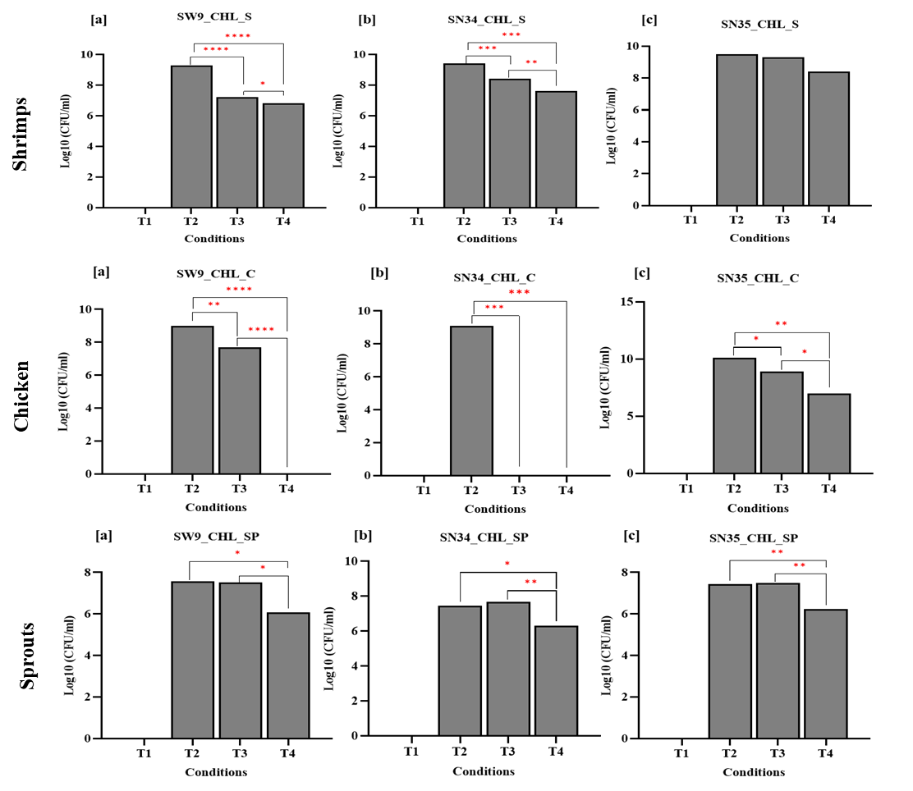 Shrimps
[a]
SW9_CHL_S
****
****
*
Log10 (CFU/ml)
10
8
6
4
2
0
T1 T2 T3 T4
Conditions
[b]
SN34_CHL_S
***
***
**
Log10 (CFU/ml)
10
8
6
4
2
0
T1 T2 T3 T4
Conditions
[c]
SN35_CHL_S
Log10 (CFU/ml)
10
8
6
4
2
0
T1 T2 T3 T4
Conditions
Chicken
[a]
SW9_CHL_C
****
**
****
Log10 (CFU/ml)
10
8
6
4
2
0
T1 T2 T3 T4
Conditions
[b]
SN34_CHL_C
***
***
Log10 (CFU/ml)
10
8
6
4
2
0
T1 T2 T3 T4
Conditions
[c]
SN35_CHL_C
**
*
*
Log10 (CFU/ml)
15
10
5
0
T1 T2 T3 T4
Conditions
Sprouts
[a]
SW9_CHL_SP
*
*
Log10 (CFU/ml)
8
6
4
2
0
T1 T2 T3 T4
Conditions
[b]
SN34_CHL_SP
*
**
Log10 (CFU/ml)
10
8
6
4
2
0
T1 T2 T3 T4
Conditions
[c]
SN35_CHL_SP
**
**
Log10 (CFU/ml)
8
6
4
2
0
T1 T2 T3 T4
Conditions